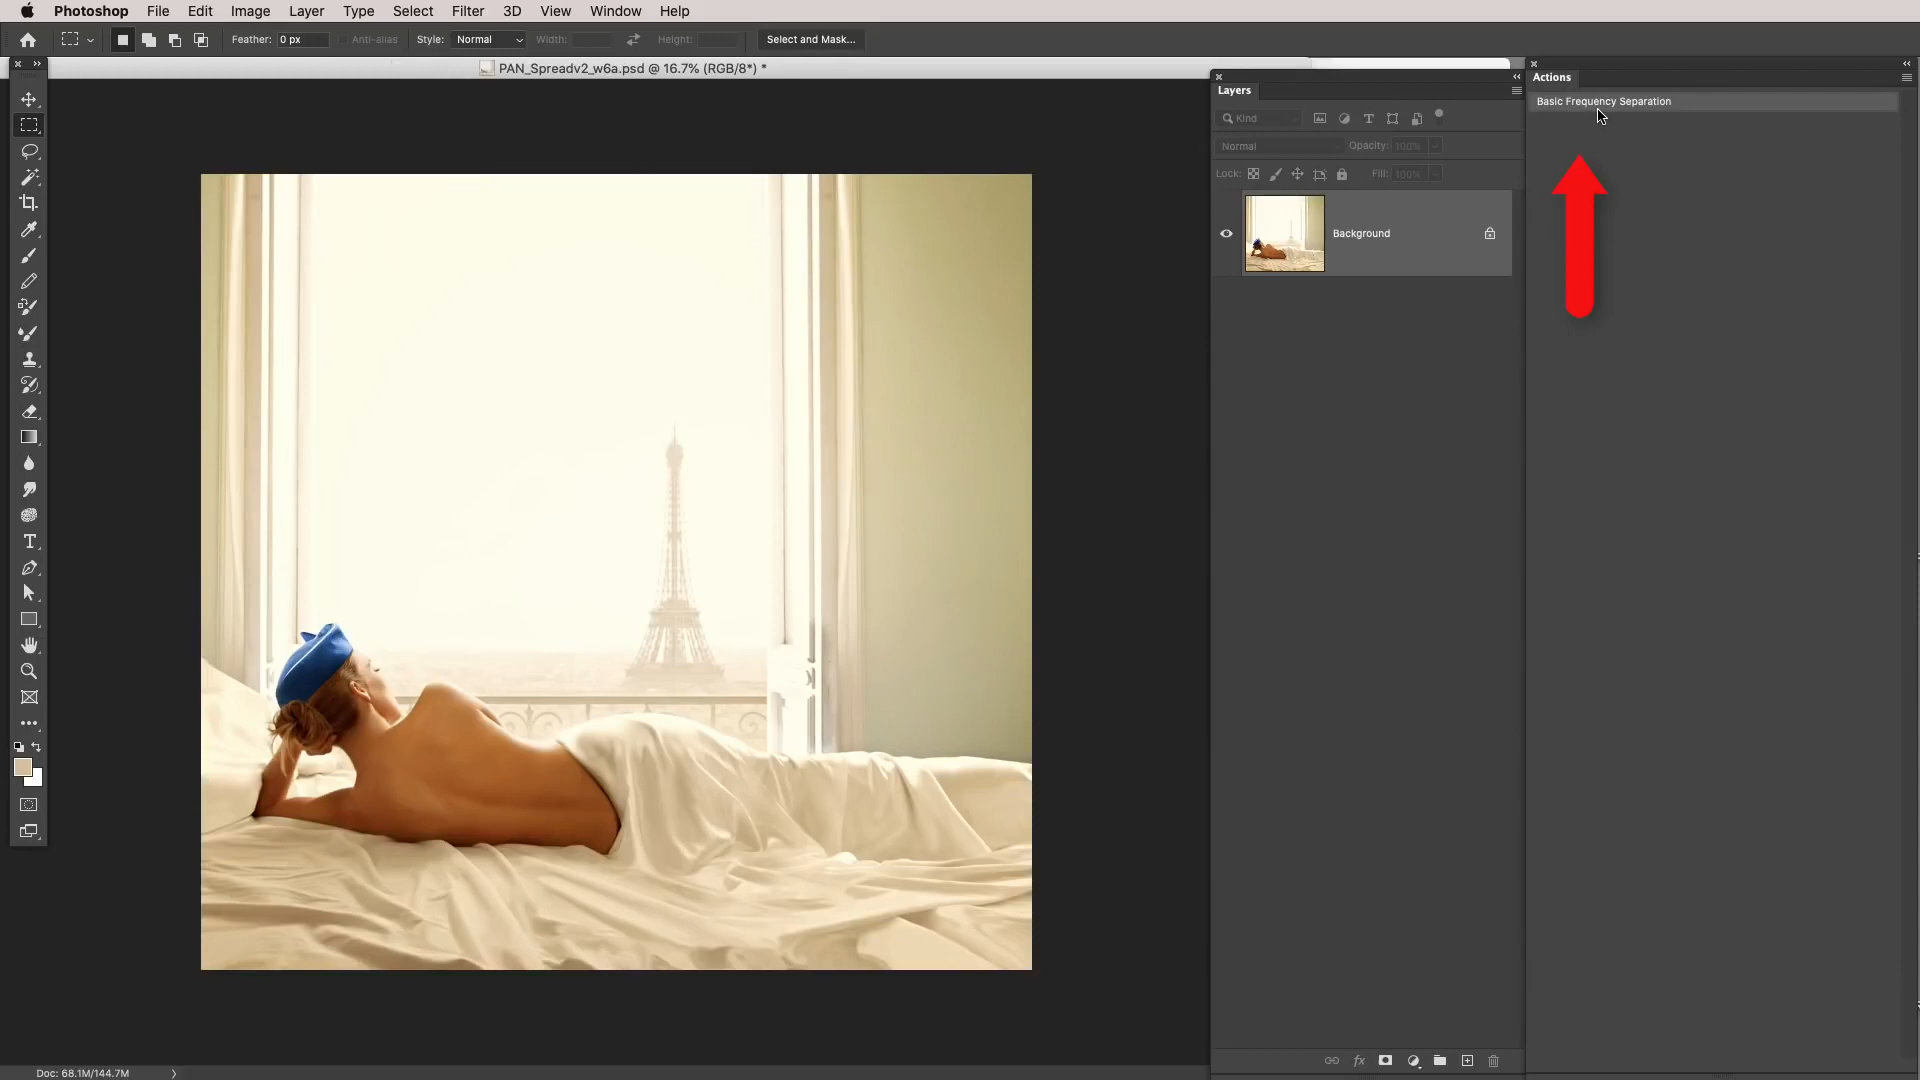 Photoshop File Edit Image Layer Type Select Filter 3D View Window Help
Feather: 0 px Anti-alias Style: Normal Width: Height: Select and Mask...
PAN_Spreadv2_w6a.psd @ 16.7% (RGB/8*) *
Layers
Kind
Normal Opacity: 100%
Lock: Fill: 100%
Background
Actions
Basic Frequency Separation
Doc: 68.1M/144.7M